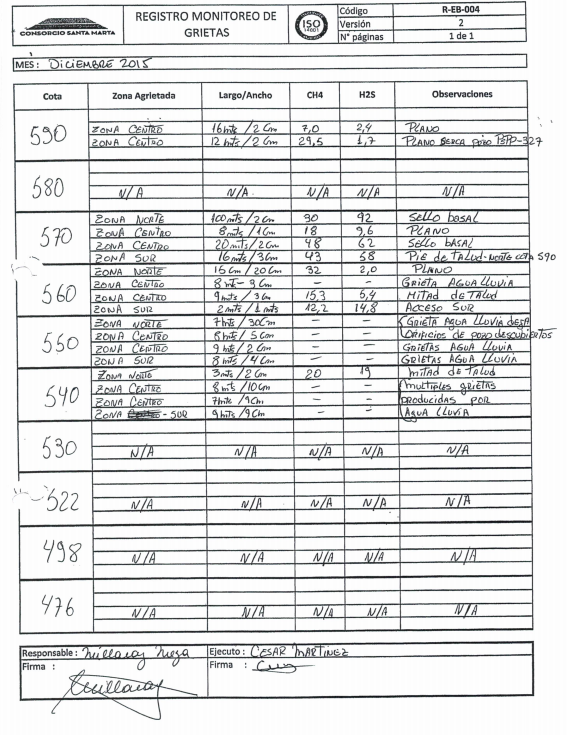 CONSORCIO SANTA MARTA
REGISTRO MONITOREO DE
GRIETAS
ISO
14001
Código R-EB-004
Versión 2
N° páginas 1 de 1
MES: DICIEMBRE 2015
Cota Zona Agrietada Largo/Ancho CH4 H2S Observaciones
590
ZONA CENTRO 16 mts / 2 Cm 7,0 2,4 PLANO
ZONA CENTRO 12 mts / 2 Cm 29,5 1,7 PLANO SERCA POZO PSPP-327
580
N/A N/A. N/A N/A N/A
570
ZONA NORTE 100 mts / 2 Cm 90 92 Sello basal
ZONA CENTRO 8 mts / 1 Cm 18 9,6 PLANO
ZONA CENTRO 20 mts / 2 Cm 48 62 Sello basal
ZONA SUR 16 mts / 3 Cm 43 58 Pie de Talud-norte cota 590
560
ZONA NORTE 16 Cm / 20 Cm 32 2,0 PLANO
ZONA CENTRO 8 mts - 9 Cm - - GRIETA AGUA LLUVIA
ZONA CENTRO 9 mts / 3 Cm 15,3 5,4 MITAD de TALUD
ZONA SUR 2 mts / 1 mts 12,2 14,8 ACCESO SUR
550
ZONA NORTE 7 mts / 30 Cm - - GRIETA AGUA LLUVIA
ZONA CENTRO 8 mts / 5 Cm - - ORIFICIOS DE POZO DESCUBIERTOS
ZONA CENTRO 9 mts / 2 Cm - - GRIETAS AGUA LLUVIA
ZONA SUR 8 mts / 4 Cm - - GRIETAS AGUA LLUVIA
540
ZONA NORTE 3 mts / 2 Cm 20 19 mitad de Talud
ZONA CENTRO 8 mts / 10 Cm - - multiples grietas
ZONA CENTRO 7 mts / 9 Cm - - producidas por
ZONA - SUR 9 mts / 9 Cm - - AGUA LLUVIA
530
N/A N/A N/A N/A N/A
522
N/A N/A N/A N/A N/A
498
N/A N/A N/A N/A N/A
476
N/A N/A N/A N/A N/A
Responsable: Millaray Meza Ejecuto: CESAR MARTINEZ
Firma : Millaray Firma :